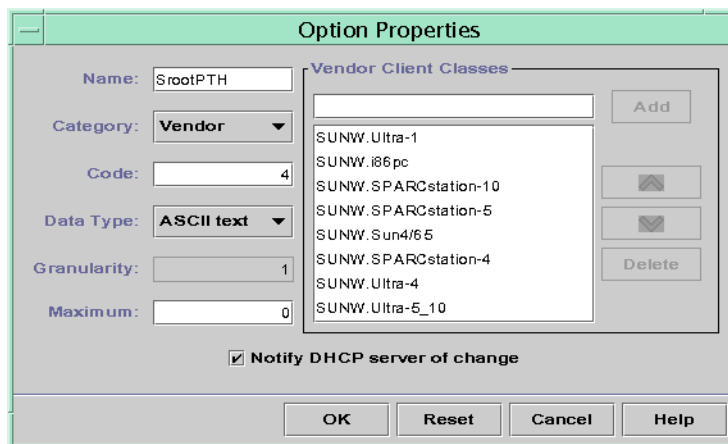 Option Properties
Name: SrootPTH
Category: Vendor
Code: 4
Data Type: ASCII text
Granularity: 1
Maximum: 0
Vendor Client Classes
Add
SUNW.Ultra-1
SUNW.i86pc
SUNW.SPARCstation-10
SUNW.SPARCstation-5
SUNW.Sun4/65
SUNW.SPARCstation-4
SUNW.Ultra-4
SUNW.Ultra-5_10
Delete
Notify DHCP server of change
OK Reset Cancel Help